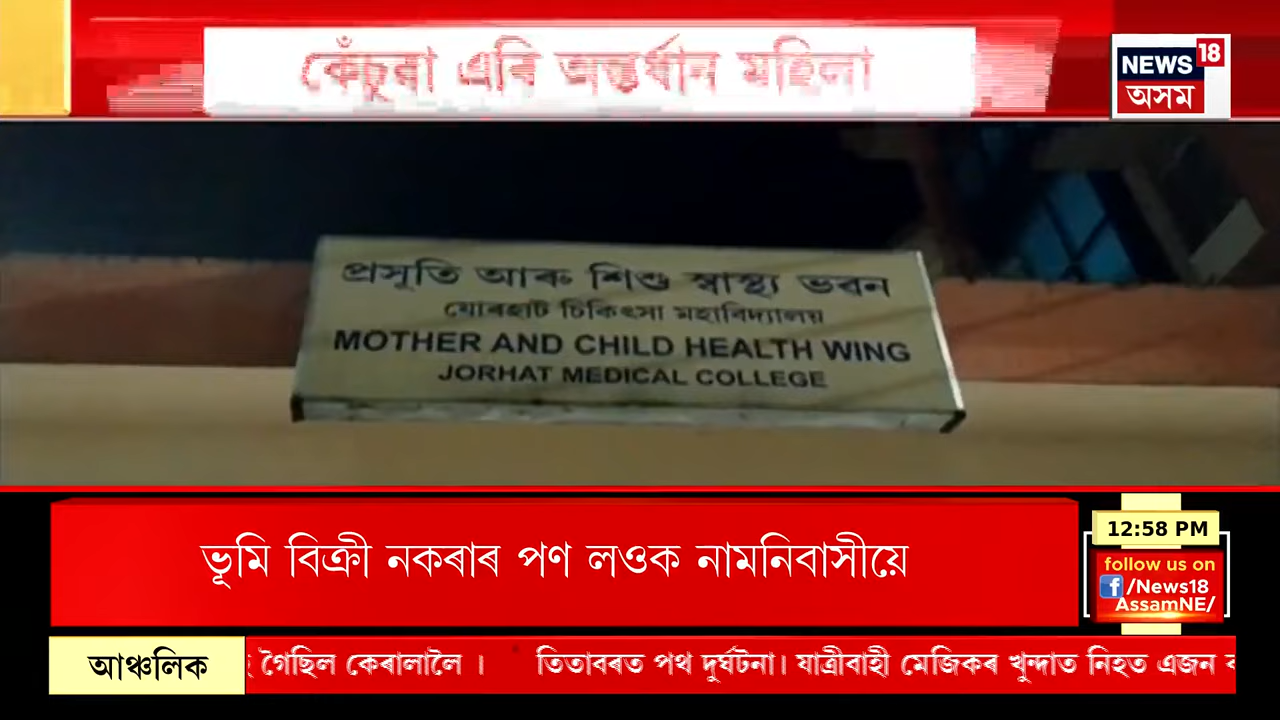 কেঁচুৱা এৰি অন্তৰ্ধান মহিলা
NEWS 18
অসম
প্ৰসূতি আৰু শিশু স্বাস্থ্য ভৱন
যোৰহাট চিকিৎসা মহাবিদ্যালয়
MOTHER AND CHILD HEALTH WING
JORHAT MEDICAL COLLEGE
ভূমি বিক্ৰী নকৰাৰ পণ লওক নামনিবাসীয়ে
12:58 PM
follow us on
f/News18
AssamNE/
আঞ্চলিক
গৈছিল কেৰালালৈ । তিতাবৰত পথ দুৰ্ঘটনা। যাত্ৰীবাহী মেজিকৰ খুন্দাত নিহত এজন